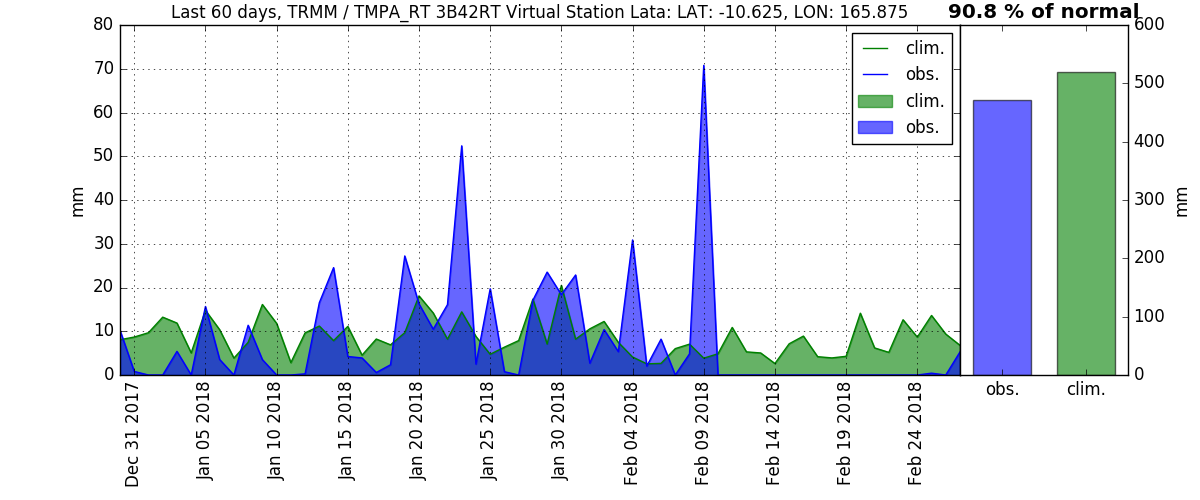 Last 60 days, TRMM / TMPA_RT 3B42RT Virtual Station Lata: LAT: -10.625, LON: 165.875
90.8 % of normal
80
70
60
50
40
30
20
10
0
mm
clim.
obs.
clim.
obs.
Dec 31 2017
Jan 05 2018
Jan 10 2018
Jan 15 2018
Jan 20 2018
Jan 25 2018
Jan 30 2018
Feb 04 2018
Feb 09 2018
Feb 14 2018
Feb 19 2018
Feb 24 2018
600
500
400
300
200
100
0
mm
obs.
clim.